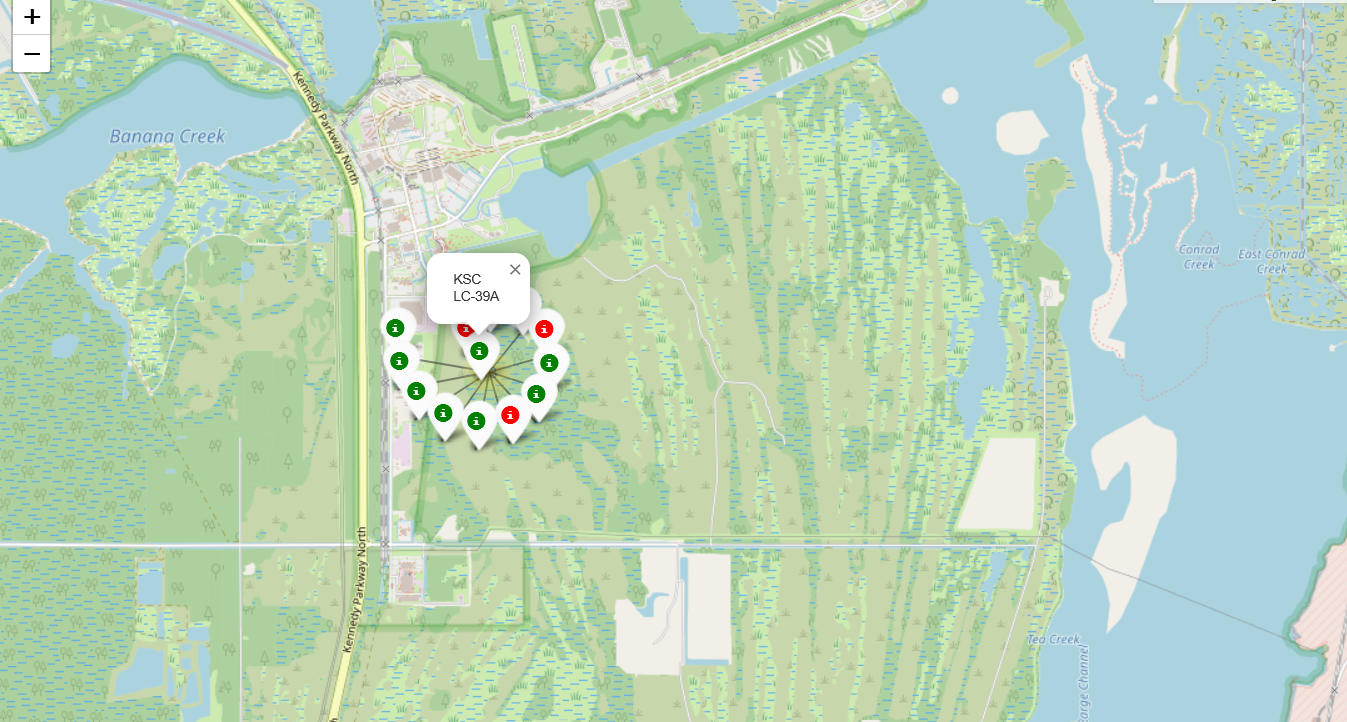 +
−
Kennedy Parkway North
Banana Creek
Conrad
Creek
East Conrad
Creek
KSC
LC-39A
×
i
i
i
i
i
i
i
i
i
i
i
Kennedy Parkway North
Tea Creek
Barge Channel